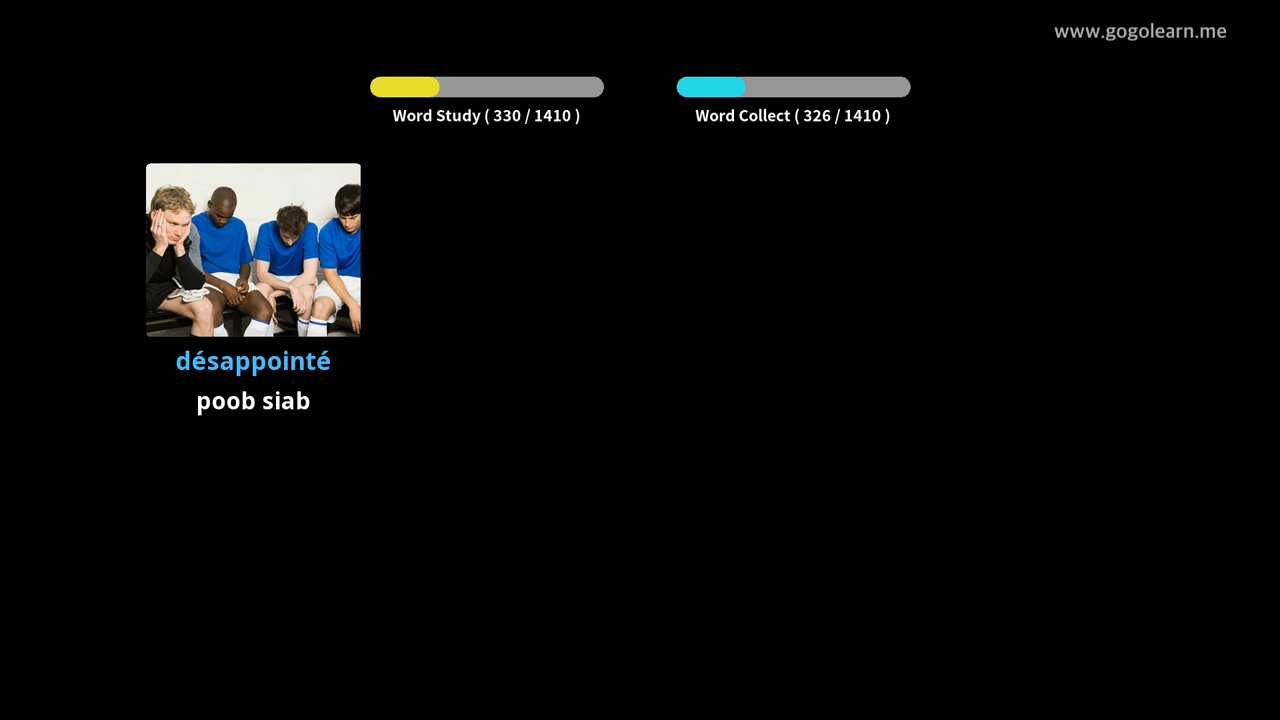 www.gogolearn.me
Word Study ( 330 / 1410 )
Word Collect ( 326 / 1410 )
désappointé
poob siab